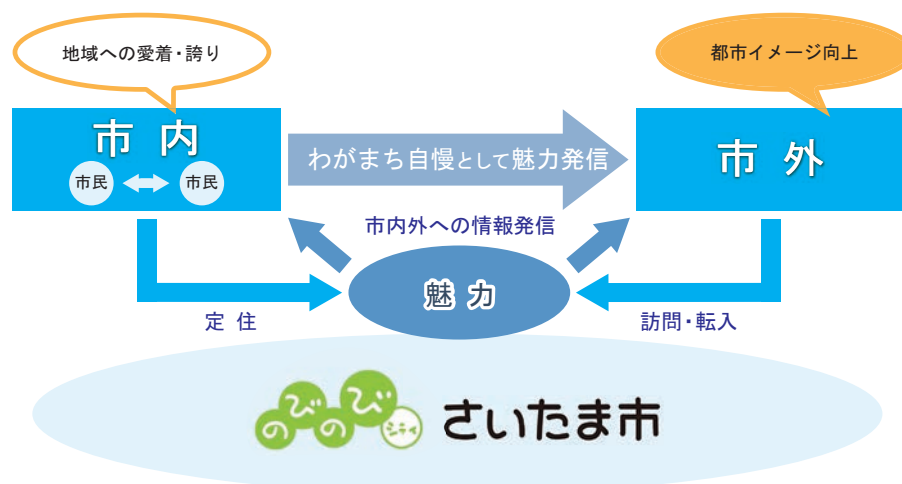 地域への愛着・誇り
都市イメージ向上
市内
市民
市民
わがまち自慢として魅力発信
市外
市内外への情報発信
魅力
定住
訪問・転入
のびのび
シティ
さいたま市